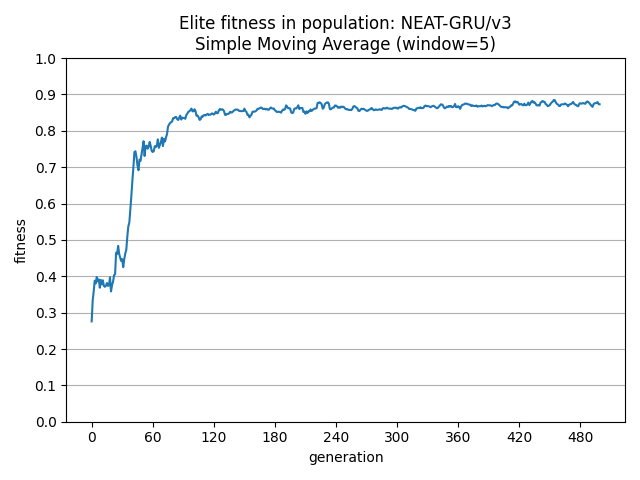 Elite fitness in population: NEAT-GRU/v3
Simple Moving Average (window=5)
1.0
0.9
0.8
0.7
0.6
0.5
0.4
0.3
0.2
0.1
0.0
fitness
0 60 120 180 240 300 360 420 480
generation